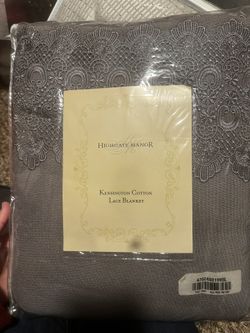 Highgate Manor
Kensington Cotton
Lace Blanket